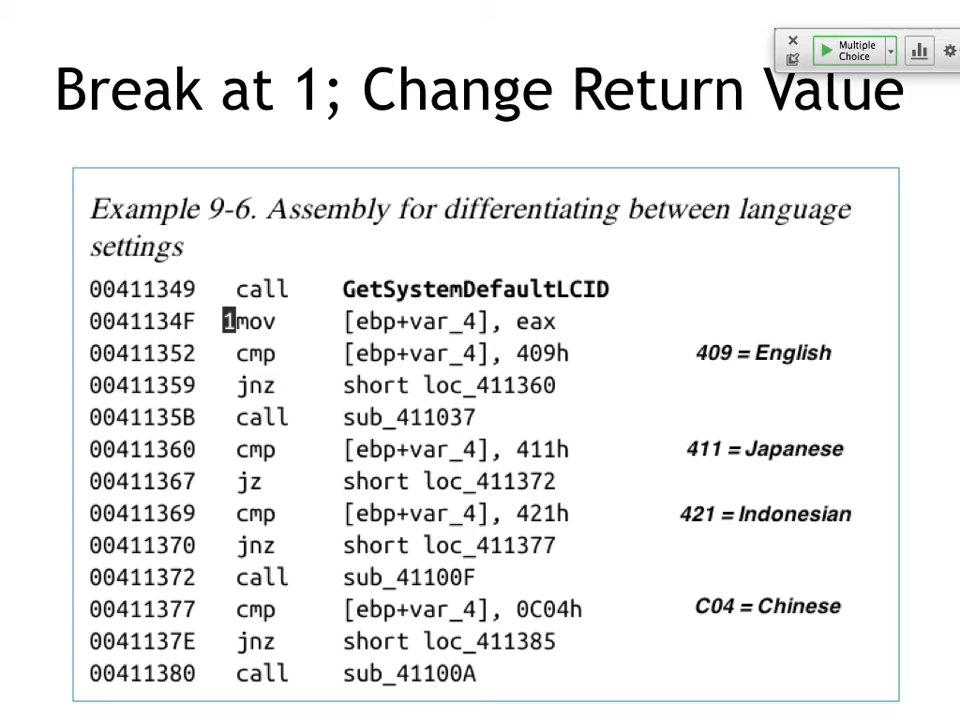 Multiple
Choice
Break at 1; Change Return Value
Example 9-6. Assembly for differentiating between language
settings
00411349 call GetSystemDefaultLCID
0041134F 1mov [ebp+var_4], eax
00411352 cmp [ebp+var_4], 409h 409 = English
00411359 jnz short loc_411360
0041135B call sub_411037
00411360 cmp [ebp+var_4], 411h 411 = Japanese
00411367 jz short loc_411372
00411369 cmp [ebp+var_4], 421h 421 = Indonesian
00411370 jnz short loc_411377
00411372 call sub_41100F
00411377 cmp [ebp+var_4], 0C04h C04 = Chinese
0041137E jnz short loc_411385
00411380 call sub_41100A